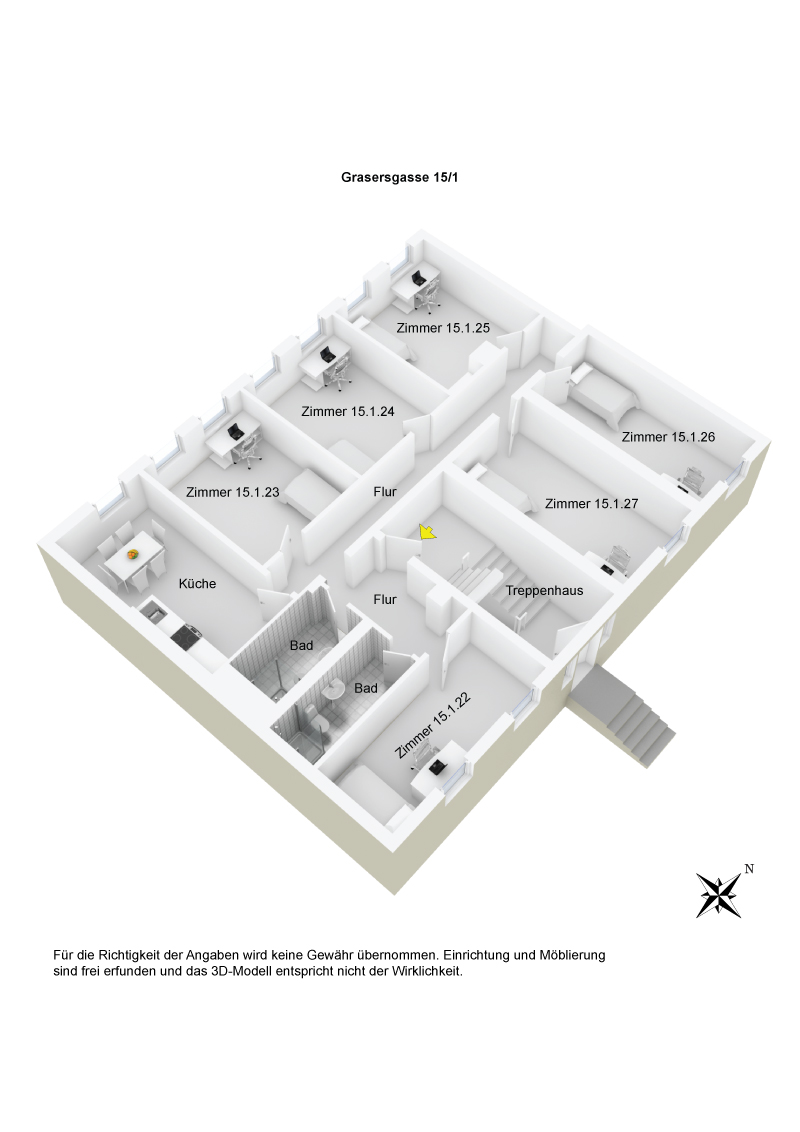 Grasersgasse 15/1
Zimmer 15.1.25
Zimmer 15.1.24
Zimmer 15.1.26
Zimmer 15.1.23
Flur
Zimmer 15.1.27
Küche
Flur
Treppenhaus
Bad
Bad
Zimmer 15.1.22
N
Für die Richtigkeit der Angaben wird keine Gewähr übernommen. Einrichtung und Möblierung
sind frei erfunden und das 3D-Modell entspricht nicht der Wirklichkeit.